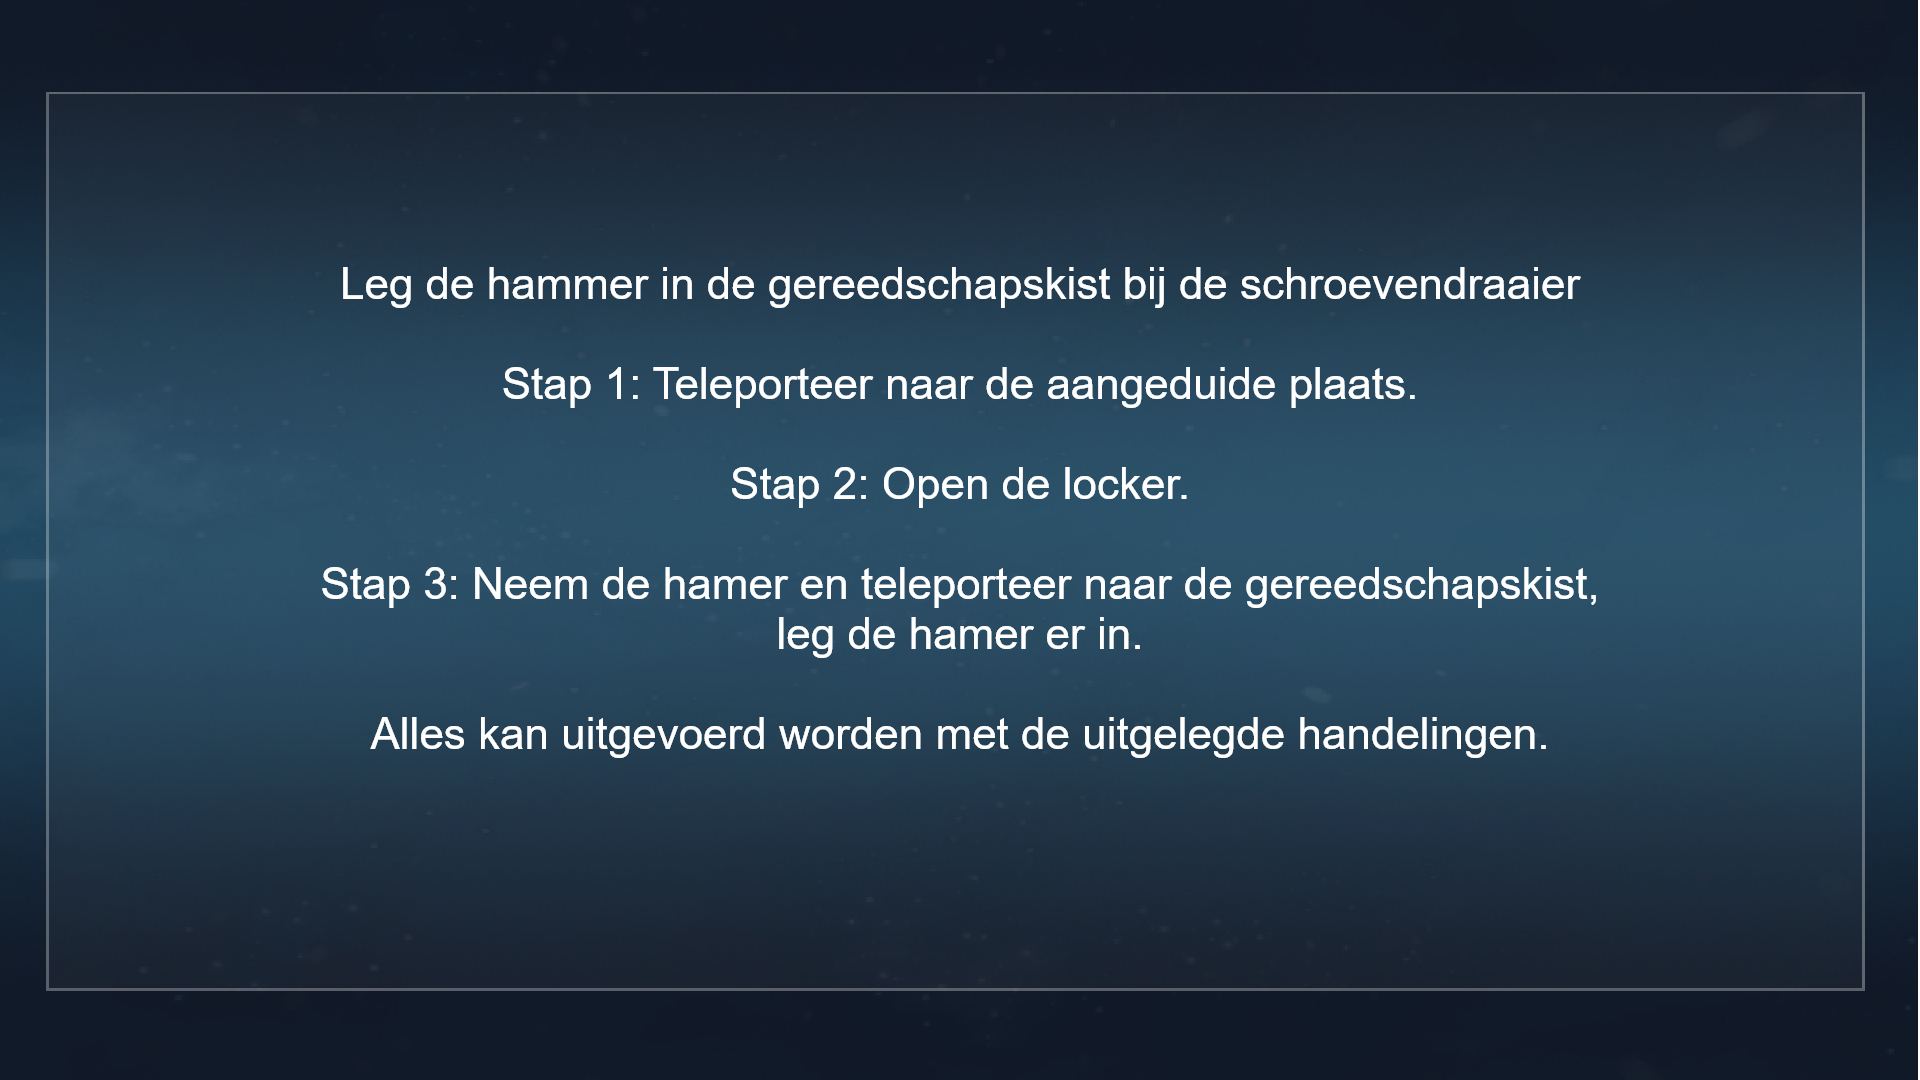 Leg de hammer in de gereedschapskist bij de schroevendraaier
Stap 1: Teleporteer naar de aangeduide plaats.
Stap 2: Open de locker.
Stap 3: Neem de hamer en teleporteer naar de gereedschapskist,
leg de hamer er in.
Alles kan uitgevoerd worden met de uitgelegde handelingen.